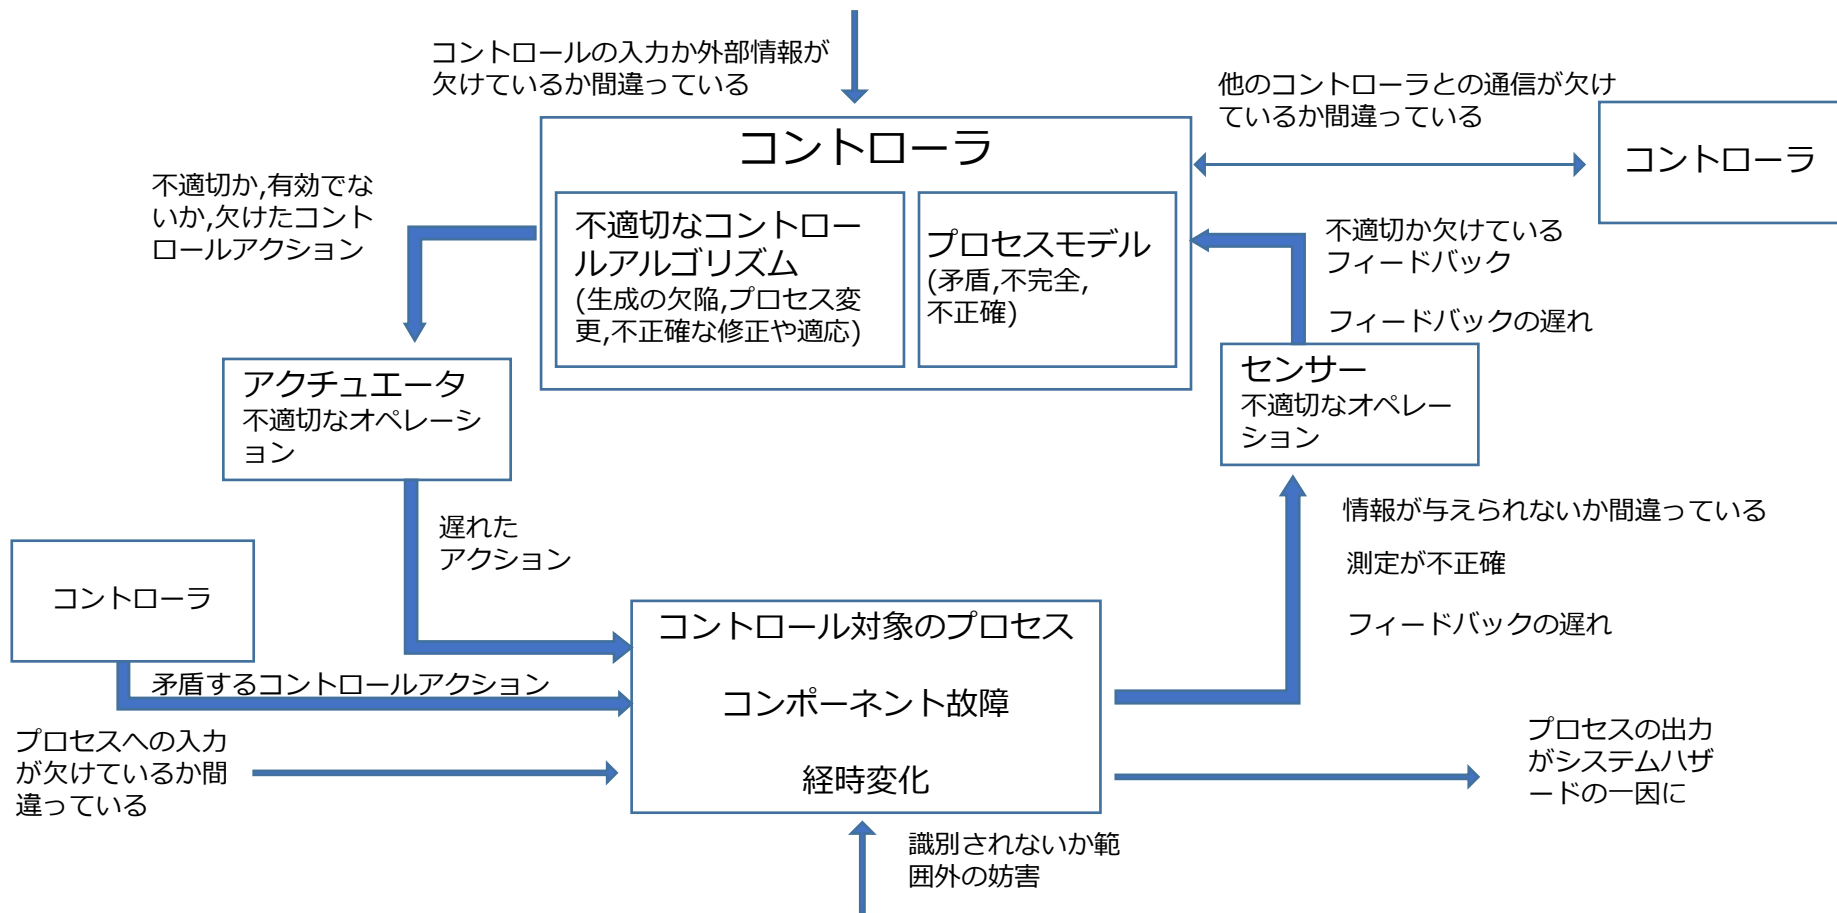 コントロールの入力か外部情報が
欠けているか間違っている
他のコントローラとの通信が欠け
ているか間違っている
コントローラ
コントローラ
不適切か,有効でな
いか,欠けたコント
ロールアクション
不適切なコントロー
ルアルゴリズム
(生成の欠陥,プロセス変
更,不正確な修正や適応)
プロセスモデル
(矛盾,不完全,
不正確)
不適切か欠けている
フィードバック
フィードバックの遅れ
アクチュエータ
不適切なオペレーシ
ョン
センサー
不適切なオペレー
ション
遅れた
アクション
情報が与えられないか間違っている
測定が不正確
フィードバックの遅れ
コントローラ
矛盾するコントロールアクション
コントロール対象のプロセス
コンポーネント故障
経時変化
プロセスへの入力
が欠けているか間
違っている
プロセスの出力
がシステムハザ
ードの一因に
識別されないか範
囲外の妨害